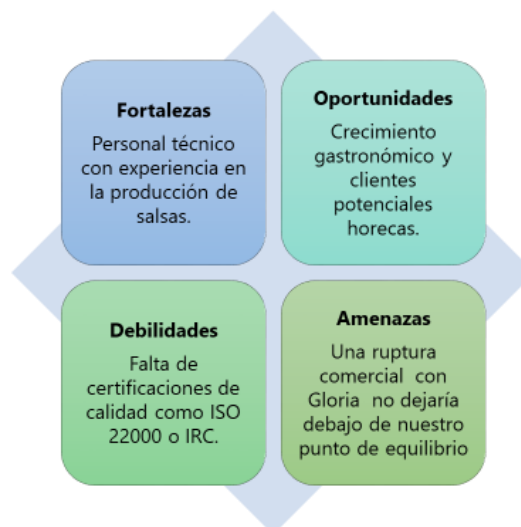 Fortalezas
Personal técnico
con experiencia en
la producción de
salsas.
Oportunidades
Crecimiento
gastronómico y
clientes
potenciales
horecas.
Debilidades
Falta de
certificaciones de
calidad como ISO
22000 o IRC.
Amenazas
Una ruptura
comercial con
Gloria no dejaría
debajo de nuestro
punto de equilibrio